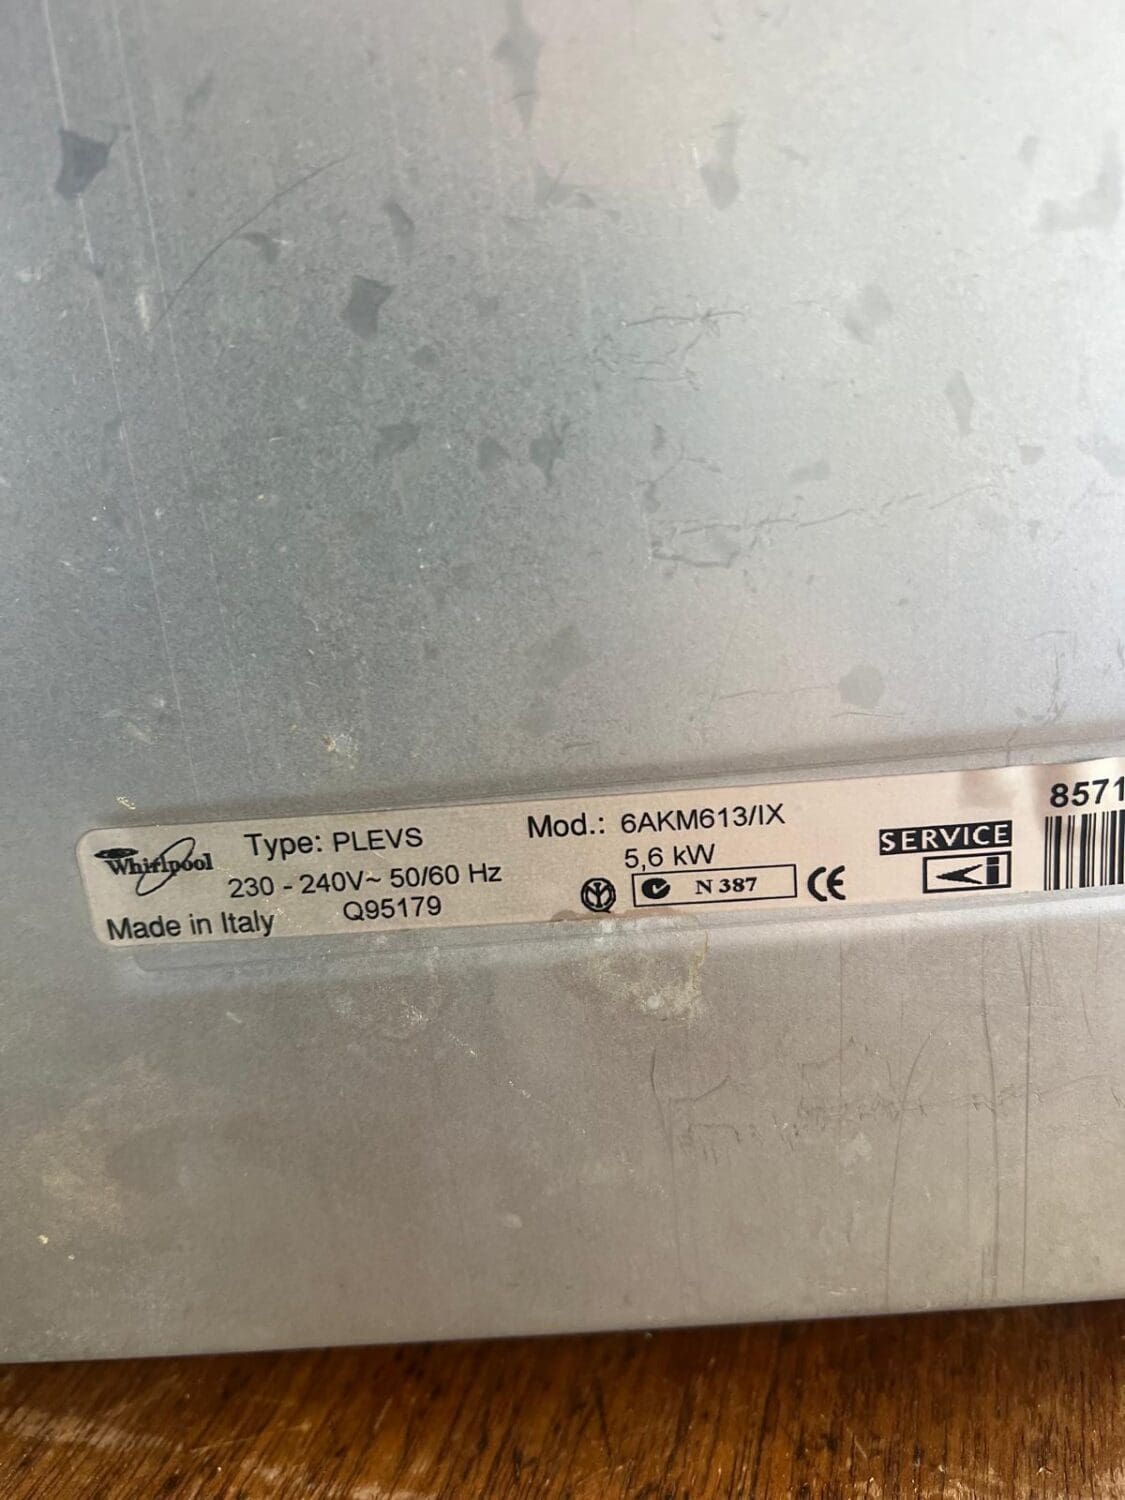 Whirlpool
Type: PLEVS
230 - 240V~ 50/60 Hz
Made in Italy
Q95179
Mod.: 6AKM613/IX
5,6 kW
N 387
CE
SERVICE
8571